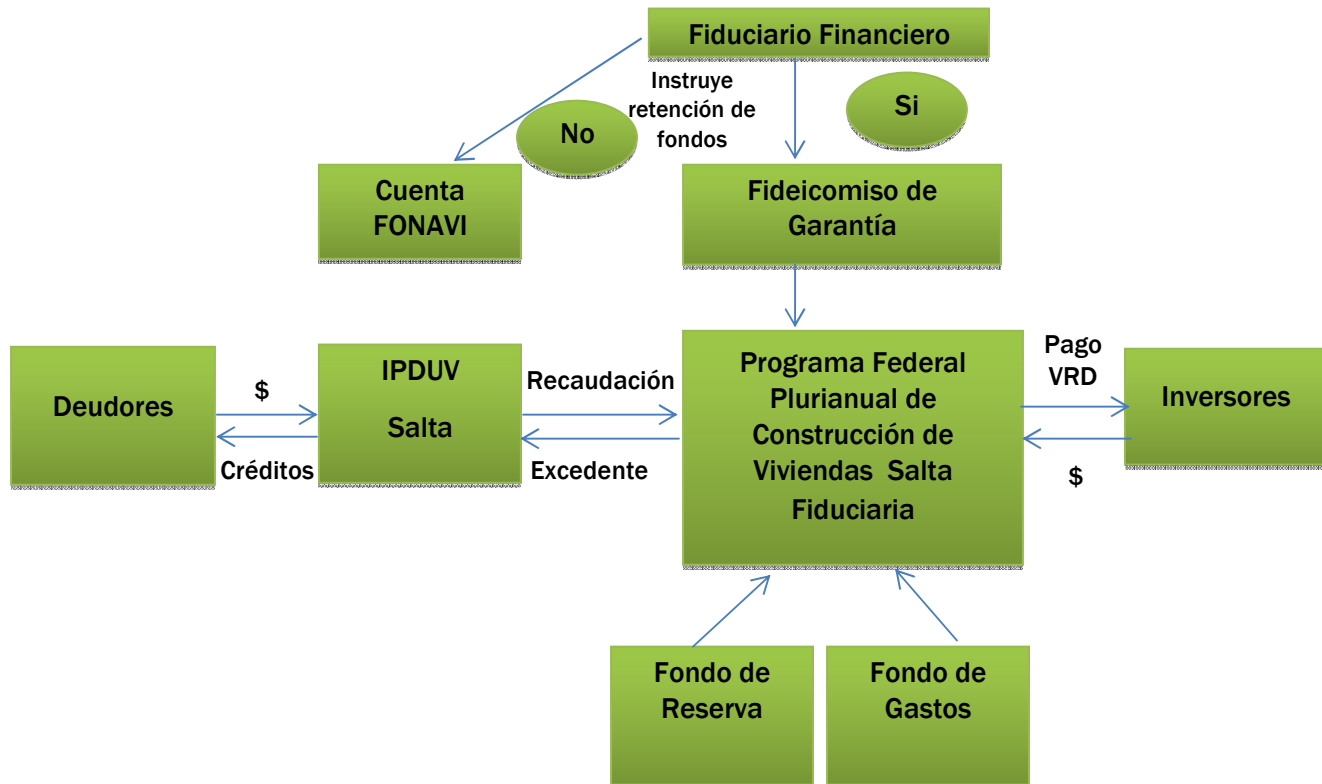 Fiduciario Financiero
Instruye
retención de
fondos
No
Si
Cuenta
FONAVI
Fideicomiso de
Garantía
Deudores
$
Créditos
IPDUV
Salta
Recaudación
Excedente
Programa Federal
Plurianual de
Construcción de
Viviendas Salta
Fiduciaria
Pago
VRD
$
Inversores
Fondo de
Reserva
Fondo de
Gastos